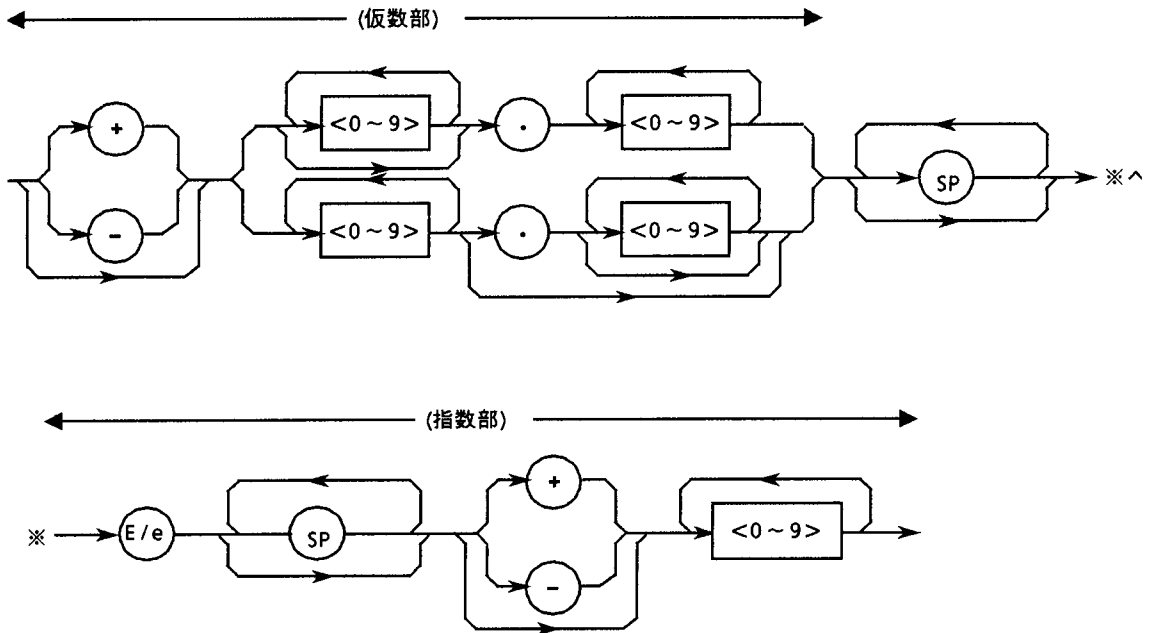 (仮数部)
+
<0～9> . <0～9>
SP ※へ
-
<0～9> . <0～9>
(指数部)
+
※ E/e SP <0～9>
-